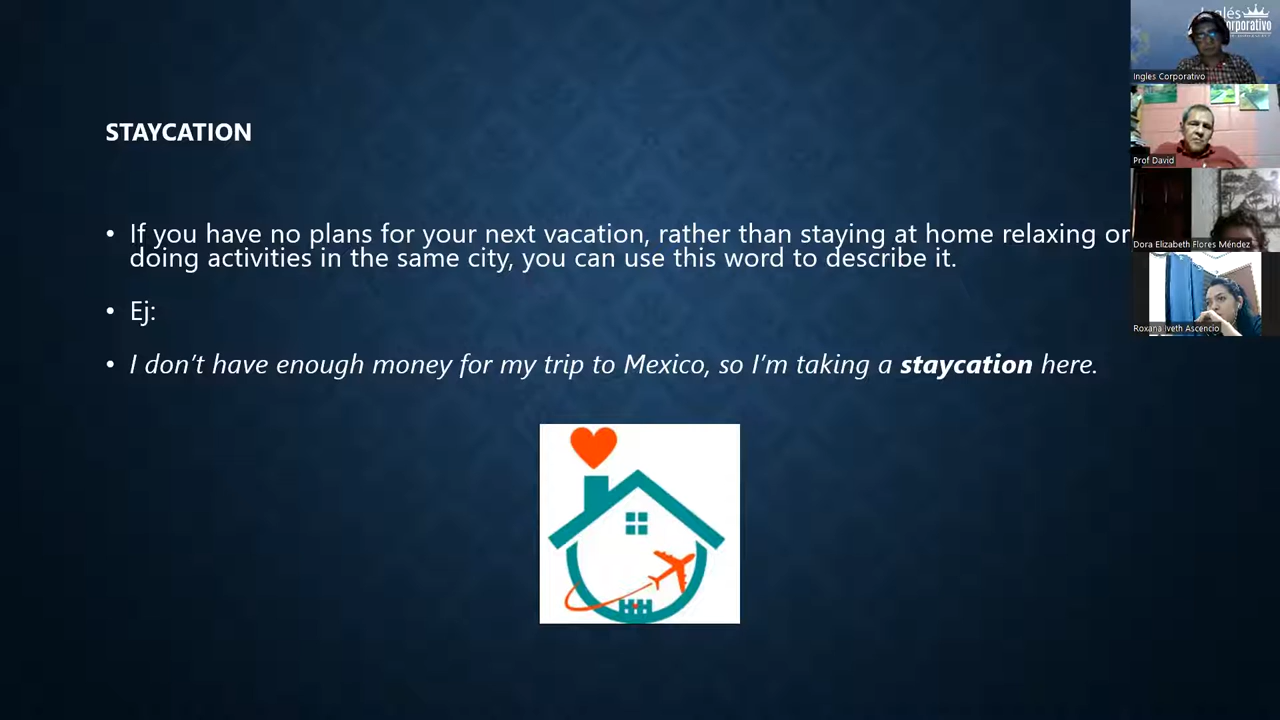 STAYCATION
• If you have no plans for your next vacation, rather than staying at home relaxing or
doing activities in the same city, you can use this word to describe it.
• Ej:
• I don't have enough money for my trip to Mexico, so I'm taking a staycation here.
Ingles Corporativo
Prof David
Dora Elizabeth Flores Méndez
Roxana Iveth Ascencio